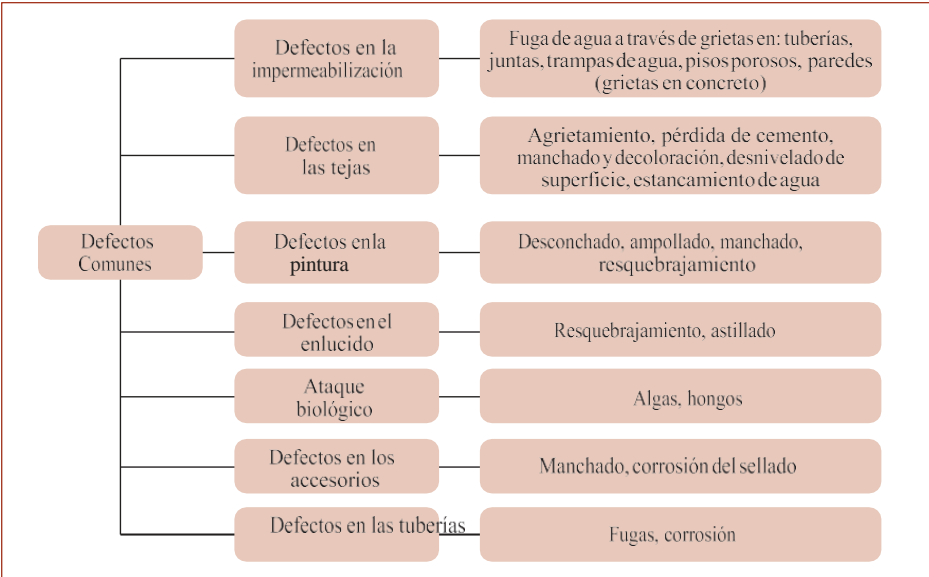 Defectos
Comunes
Defectos en la
impermeabilización
Fuga de agua a través de grietas en: tuberías,
juntas, trampas de agua, pisos porosos, paredes
(grietas en concreto)
Defectos en
las tejas
Agrietamiento, pérdida de cemento,
manchado y decoloración, desnivelado de
superficie, estancamiento de agua
Defectos en la
pintura
Desconchado, ampollado, manchado,
resquebrajamiento
Defectos en el
enlucido
Resquebrajamiento, astillado
Ataque
biológico
Algas, hongos
Defectos en los
accesorios
Manchado, corrosión del sellado
Defectos en las tuberías
Fugas, corrosión